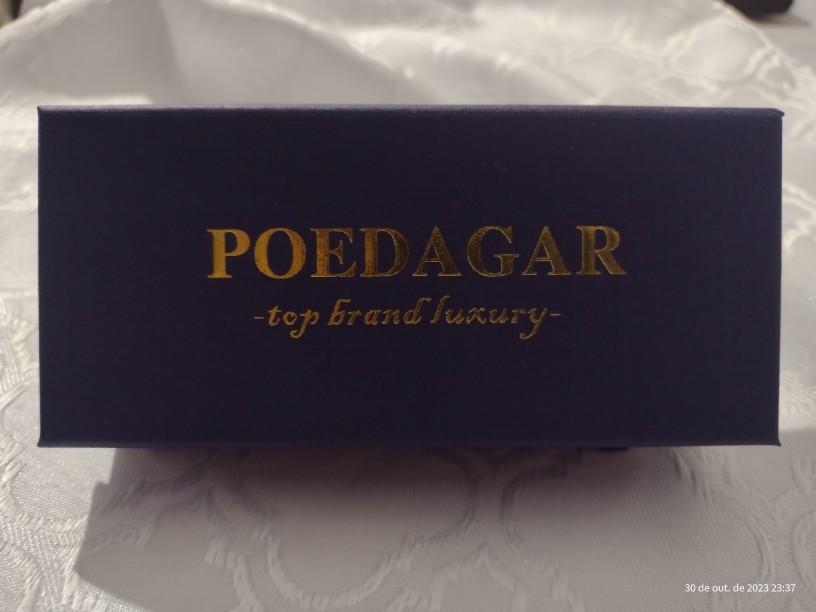 POEDAGAR
-top brand luxury-
30 de out. de 2023 23:37